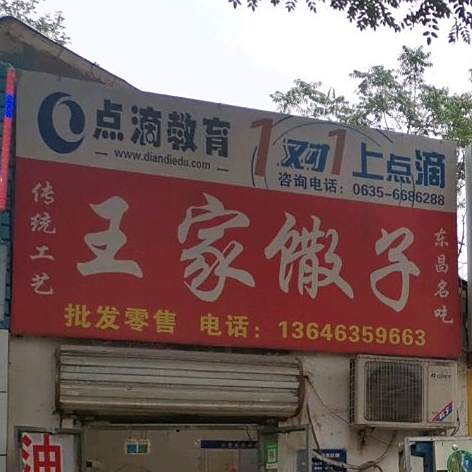 点滴教育
www.diandiedu.com
1对1 上点滴
咨询电话：0635-6686288
传统工艺
王家馓子
东昌名吃
批发零售 电话：13646359663
油